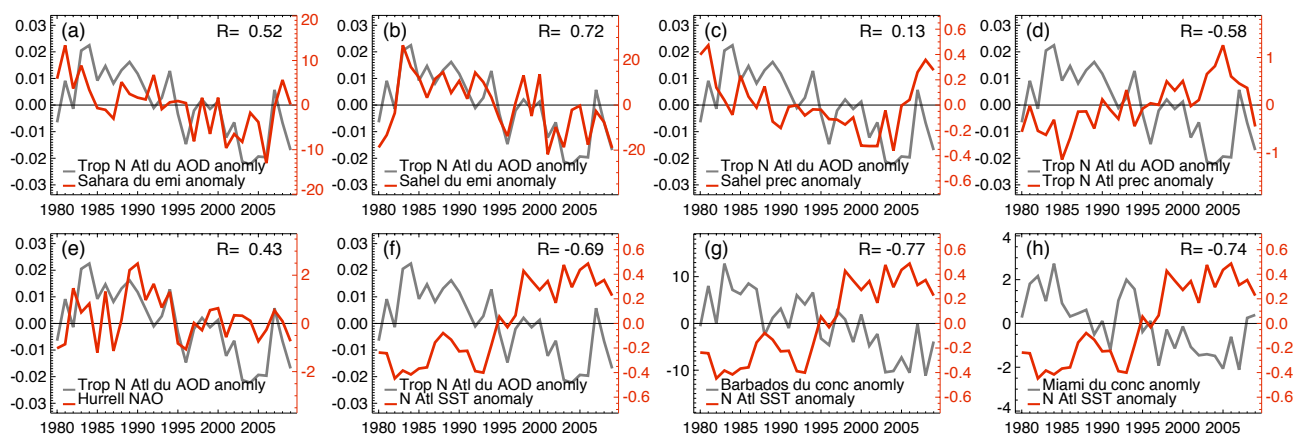 (a) R= 0.52
0.03
0.02
0.01
0.00
-0.01
-0.02
-0.03
20
10
0
-10
-20
Trop N Atl du AOD anomly
Sahara du emi anomaly
1980 1985 1990 1995 2000 2005
(b) R= 0.72
0.03
0.02
0.01
0.00
-0.01
-0.02
-0.03
20
0
-20
Trop N Atl du AOD anomly
Sahel du emi anomaly
1980 1985 1990 1995 2000 2005
(c) R= 0.13
0.03
0.02
0.01
0.00
-0.01
-0.02
-0.03
0.6
0.4
0.2
0.0
-0.2
-0.4
-0.6
Trop N Atl du AOD anomly
Sahel prec anomaly
1980 1985 1990 1995 2000 2005
(d) R= -0.58
0.03
0.02
0.01
0.00
-0.01
-0.02
-0.03
1
0
-1
Trop N Atl du AOD anomly
Trop N Atl prec anomaly
1980 1985 1990 1995 2000 2005
(e) R= 0.43
0.03
0.02
0.01
0.00
-0.01
-0.02
-0.03
2
0
-2
Trop N Atl du AOD anomly
Hurrell NAO
1980 1985 1990 1995 2000 2005
(f) R= -0.69
0.03
0.02
0.01
0.00
-0.01
-0.02
-0.03
0.6
0.4
0.2
0.0
-0.2
-0.4
-0.6
Trop N Atl du AOD anomly
N Atl SST anomaly
1980 1985 1990 1995 2000 2005
(g) R= -0.77
10
0
-10
0.6
0.4
0.2
0.0
-0.2
-0.4
-0.6
Barbados du conc anomly
N Atl SST anomaly
1980 1985 1990 1995 2000 2005
(h) R= -0.74
4
2
0
-2
-4
0.6
0.4
0.2
0.0
-0.2
-0.4
-0.6
Miami du conc anomly
N Atl SST anomaly
1980 1985 1990 1995 2000 2005